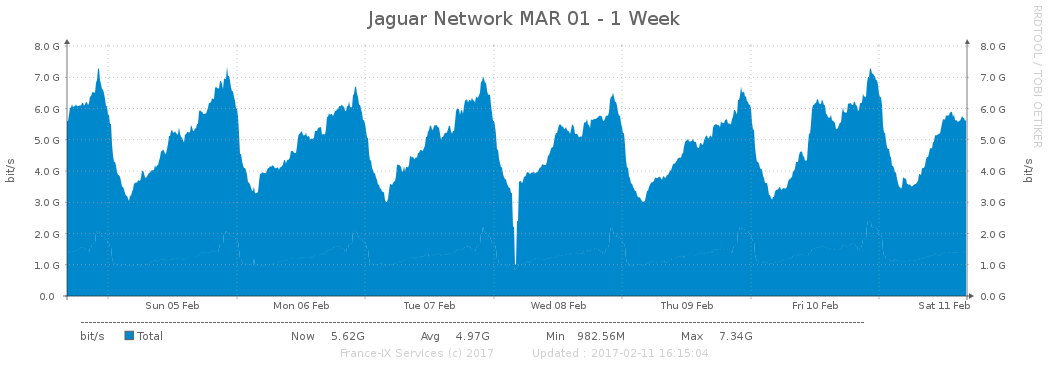 Jaguar Network MAR 01 - 1 Week
RRDTOOL / TOBI OETIKER
8.0 G 8.0 G
7.0 G 7.0 G
6.0 G 6.0 G
5.0 G 5.0 G
4.0 G 4.0 G
3.0 G 3.0 G
2.0 G 2.0 G
1.0 G 1.0 G
0.0 0.0 G
bit/s bit/s
Sun 05 Feb Mon 06 Feb Tue 07 Feb Wed 08 Feb Thu 09 Feb Fri 10 Feb Sat 11 Feb
bit/s Total Now 5.62G Avg 4.97G Min 982.56M Max 7.34G
France-IX Services (c) 2017 Updated : 2017-02-11 16:15:04